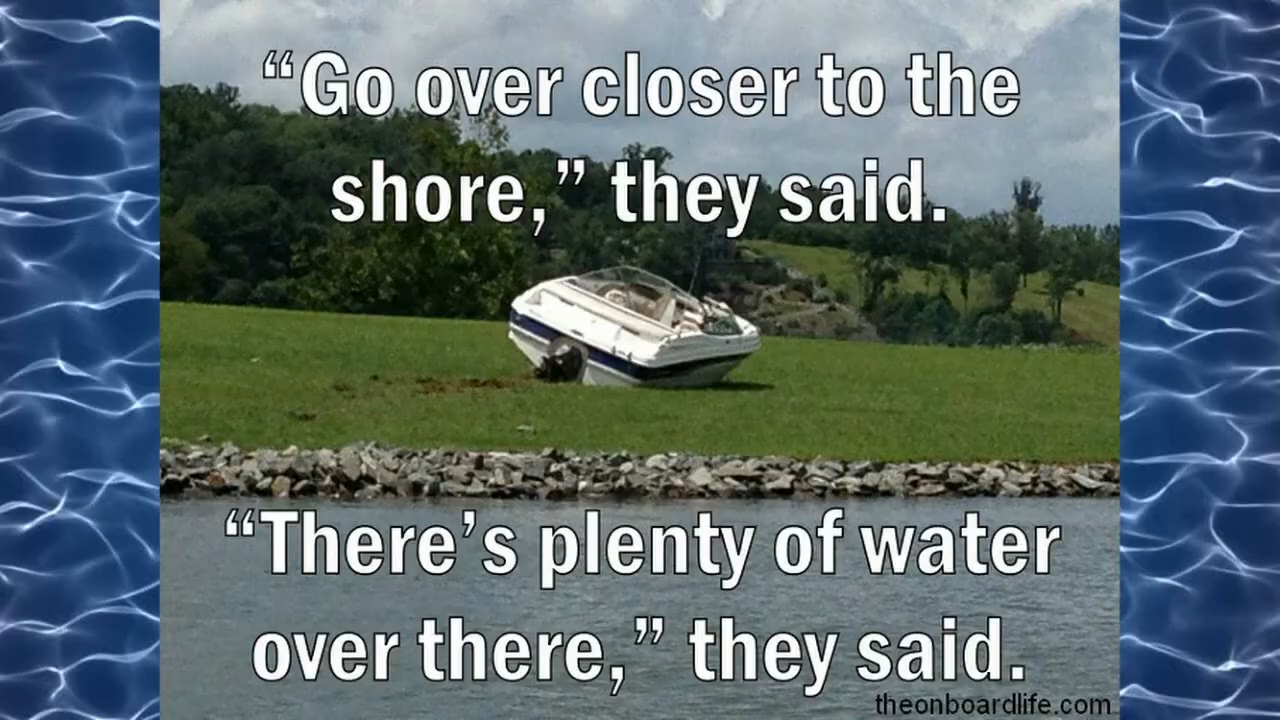 “Go over closer to the
shore,” they said.
“There’s plenty of water
over there,” they said.
theonboardlife.com